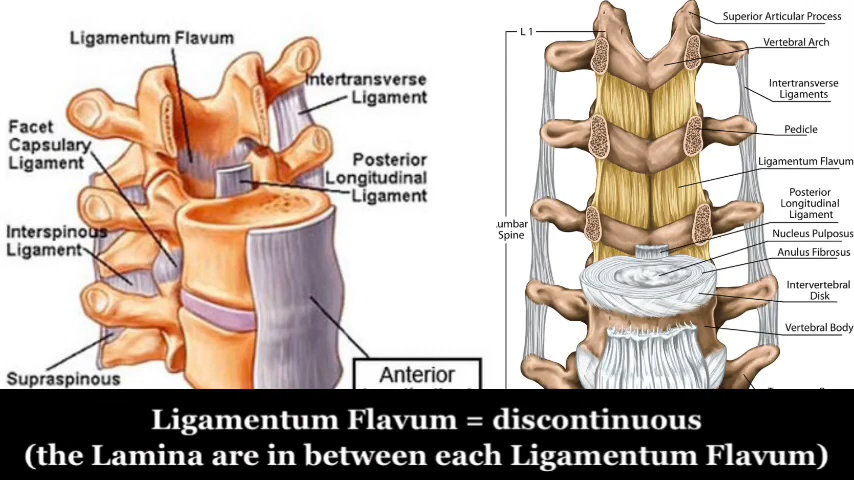 Ligamentum Flavum
Intertransverse
Ligament
Facet
Capsulary
Ligament
Posterior
Longitudinal
Ligament
Interspinous
Ligament
Supraspinous
Anterior
L 1
Lumbar
Spine
Superior Articular Process
Vertebral Arch
Intertransverse
Ligaments
Pedicle
Ligamentum Flavum
Posterior
Longitudinal
Ligament
Nucleus Pulposus
Anulus Fibrosus
Intervertebral
Disk
Vertebral Body
Ligamentum Flavum = discontinuous
(the Lamina are in between each Ligamentum Flavum)